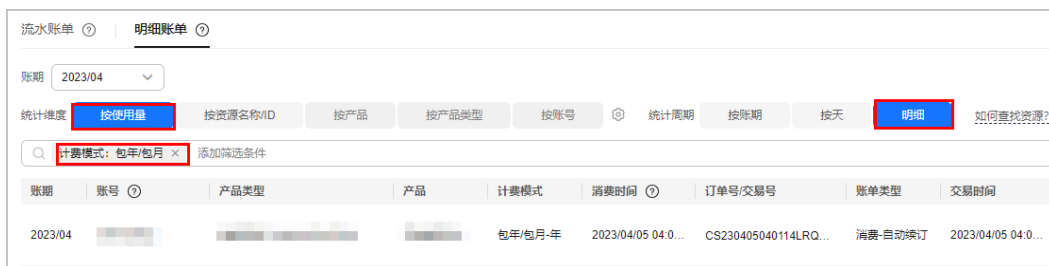 流水账单 ? 明细账单 ?
账期 2023/04
统计维度 按使用量 按资源名称/ID 按产品 按产品类型 按账号 统计周期 按账期 按天 明细 如何查找资源?
计费模式：包年/包月 × 添加筛选条件
账期 账号 ? 产品类型 产品 计费模式 消费时间 ? 订单号/交易号 账单类型 交易时间
2023/04 包年/包月-年 2023/04/05 04:0... CS230405040114LRQ... 消费-自动续订 2023/04/05 04:0...